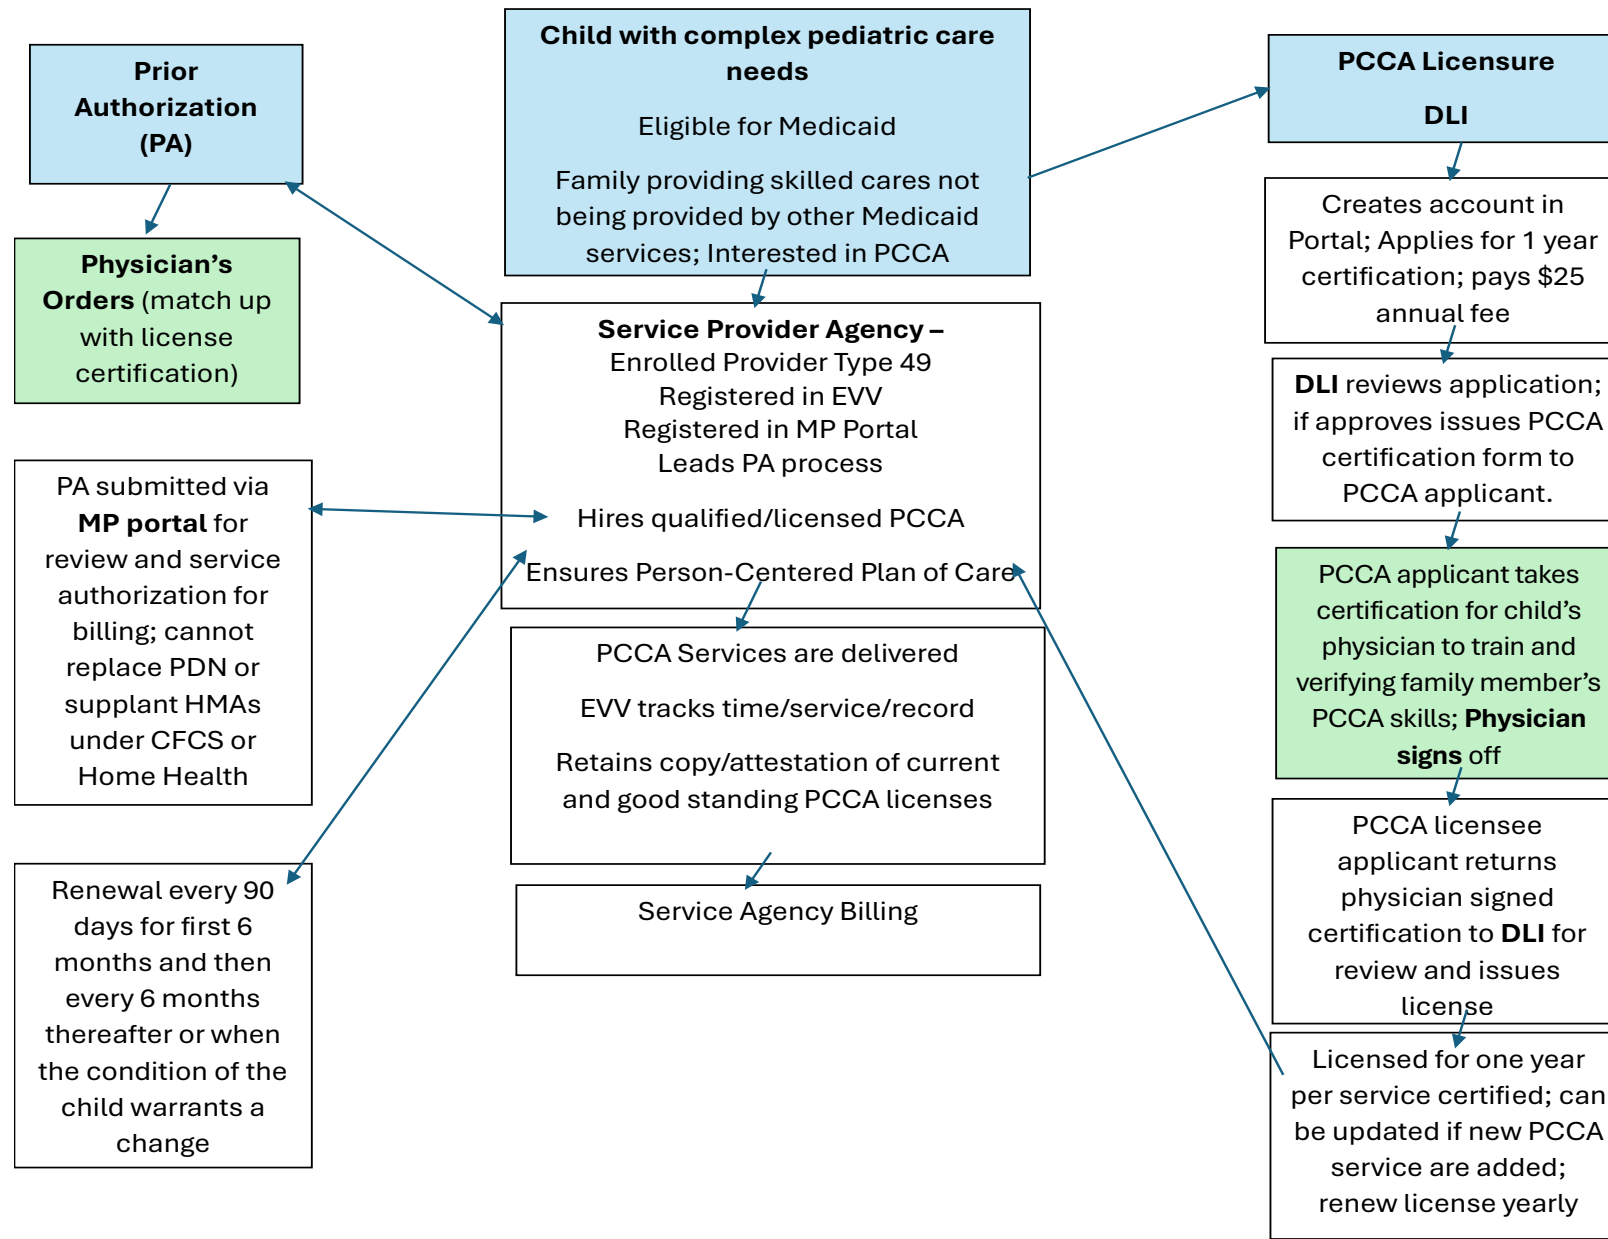 Prior
Authorization
(PA)
Physician’s
Orders (match up
with license
certification)
PA submitted via
MP portal for
review and service
authorization for
billing; cannot
replace PDN or
supplant HMAs
under CFCS or
Home Health
Renewal every 90
days for first 6
months and then
every 6 months
thereafter or when
the condition of the
child warrants a
change
Child with complex pediatric care
needs
Eligible for Medicaid
Family providing skilled cares not
being provided by other Medicaid
services; Interested in PCCA
Service Provider Agency –
Enrolled Provider Type 49
Registered in EVV
Registered in MP Portal
Leads PA process
Hires qualified/licensed PCCA
Ensures Person-Centered Plan of Care
PCCA Services are delivered
EVV tracks time/service/record
Retains copy/attestation of current
and good standing PCCA licenses
Service Agency Billing
PCCA Licensure
DLI
Creates account in
Portal; Applies for 1 year
certification; pays $25
annual fee
DLI reviews application;
if approves issues PCCA
certification form to
PCCA applicant.
PCCA applicant takes
certification for child’s
physician to train and
verifying family member’s
PCCA skills; Physician
signs off
PCCA licensee
applicant returns
physician signed
certification to DLI for
review and issues
license
Licensed for one year
per service certified; can
be updated if new PCCA
service are added;
renew license yearly